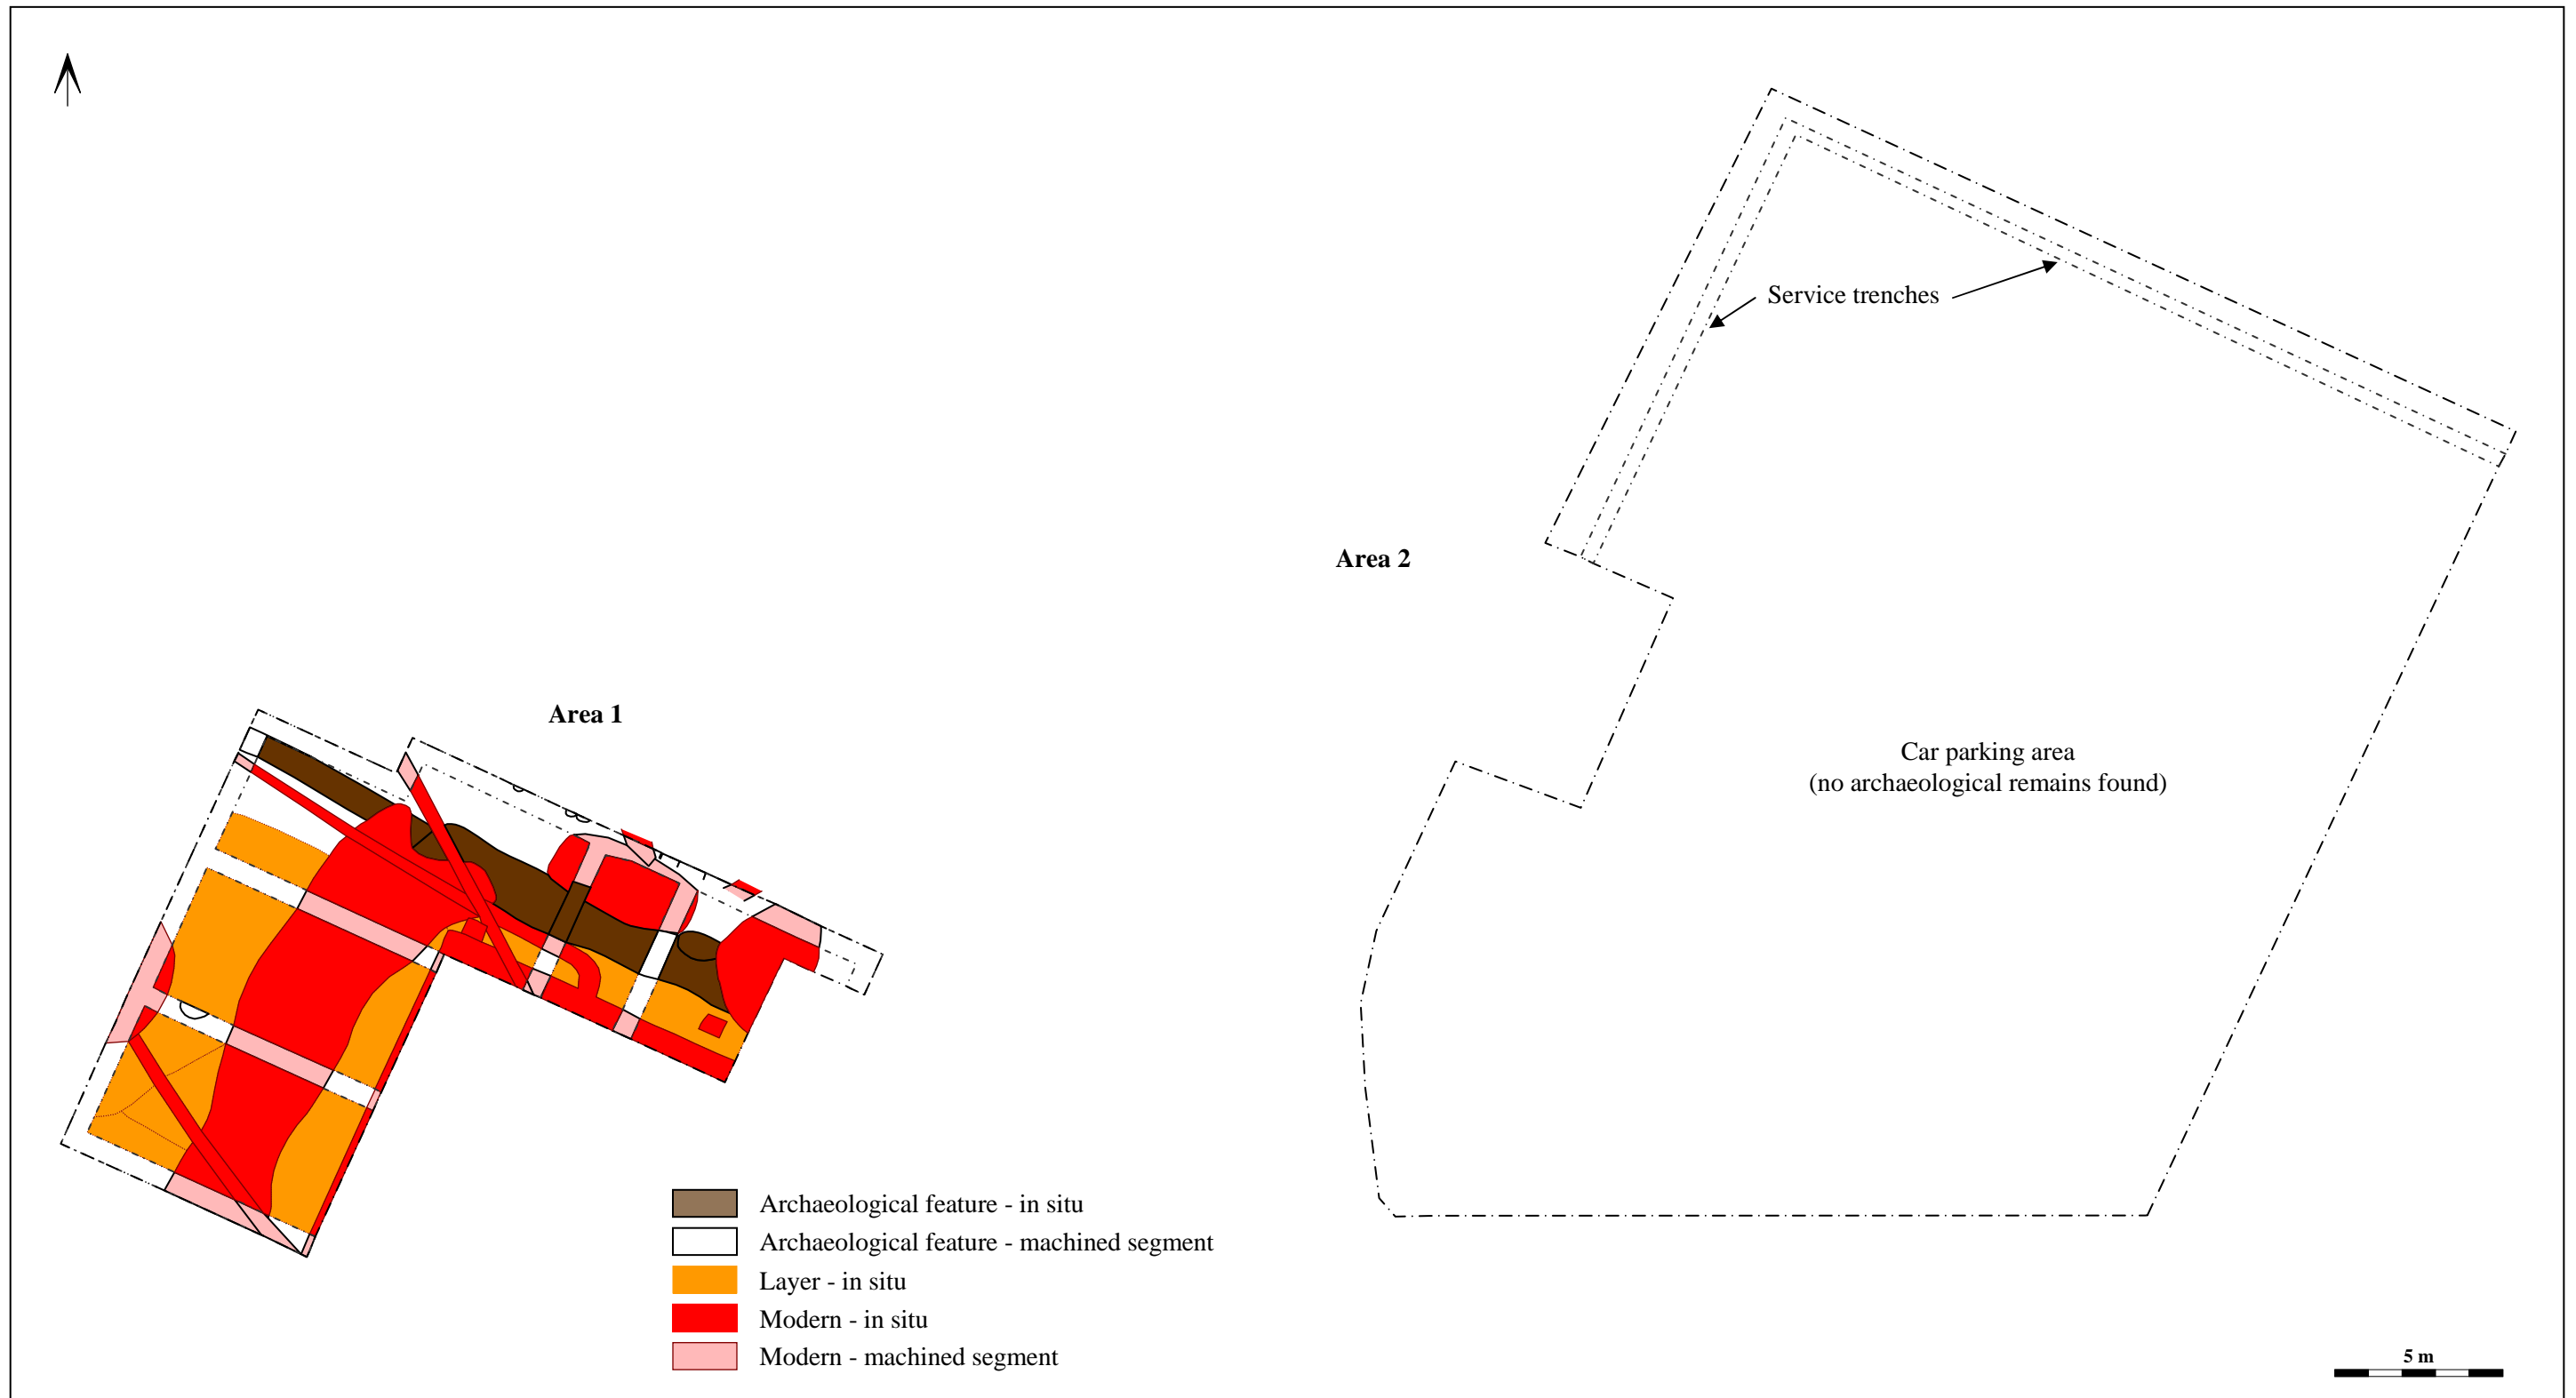 Service trenches
Area 2
Area 1
Car parking area
(no archaeological remains found)
Archaeological feature - in situ
Archaeological feature - machined segment
Layer - in situ
Modern - in situ
Modern - machined segment
5 m